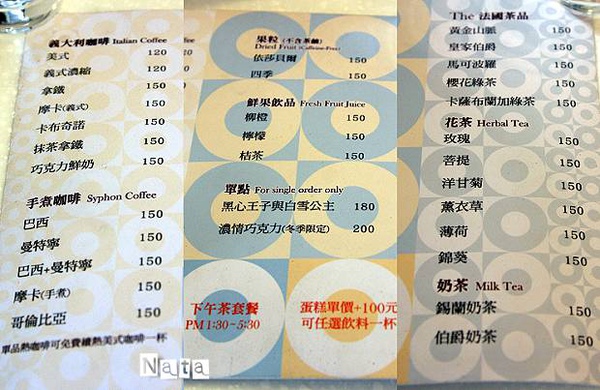 義大利咖啡 Italian Coffee
美式 120
義式濃縮 120
拿鐵 150
摩卡(義式) 150
卡布奇諾 150
抹茶拿鐵 150
巧克力鮮奶 150
手煮咖啡 Syphon Coffee
巴西 150
曼特寧 150
巴西+曼特寧 150
摩卡(手煮) 150
哥倫比亞 150
單品熱咖啡可免費續熱美式咖啡一杯
果粒 (不含茶鹼)
Dried Fruit (Caffeine-Free)
依莎貝爾 150
四季 150
鮮果飲品 Fresh Fruit Juice
柳橙 150
檸檬 150
桔茶 150
單點 For single order only
黑心王子與白雪公主 180
濃情巧克力(冬季限定) 200
下午茶套餐
PM1:30-5:30
蛋糕單價+100元
可任選飲料一杯
The 法國茶品
黃金山脈 150
皇家伯爵 150
馬可波羅 150
櫻花綠茶 150
卡薩布蘭加綠茶 150
花茶 Herbal Tea
玫瑰 150
菩提 150
洋甘菊 150
薰衣草 150
薄荷 150
錦葵 150
奶茶 Milk Tea
錫蘭奶茶 150
伯爵奶茶 150
Nata